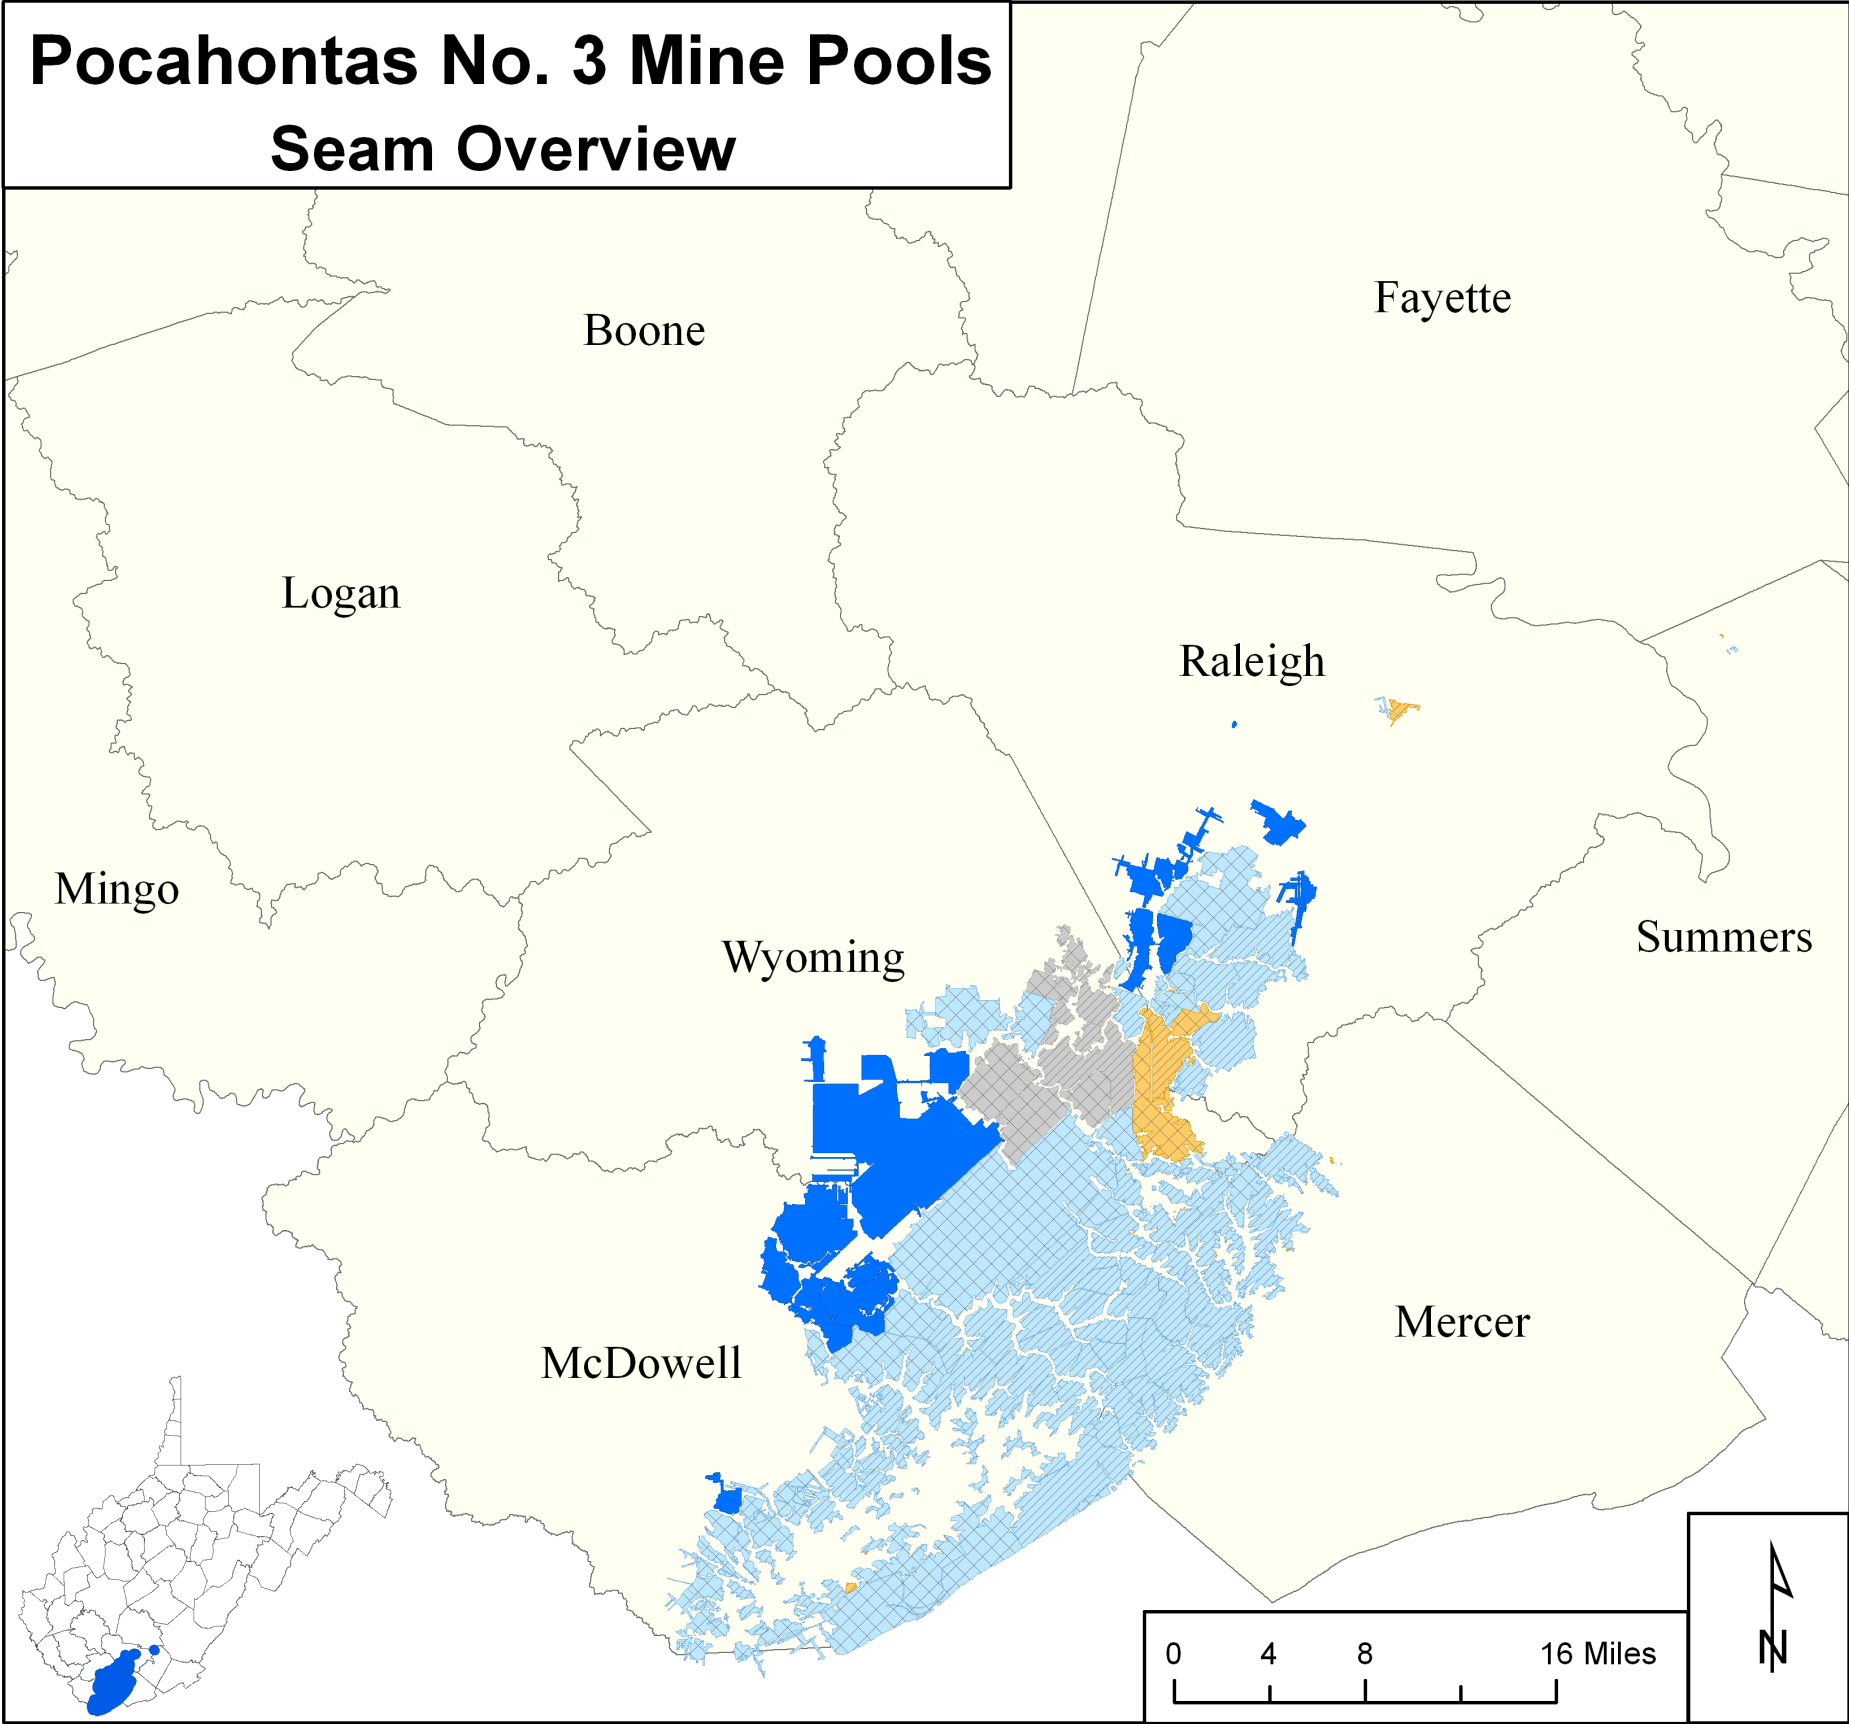 Pocahontas No. 3 Mine Pools
Seam Overview
Fayette
Boone
Logan
Raleigh
Mingo
Wyoming
Summers
Mercer
McDowell
0 4 8 16 Miles
N